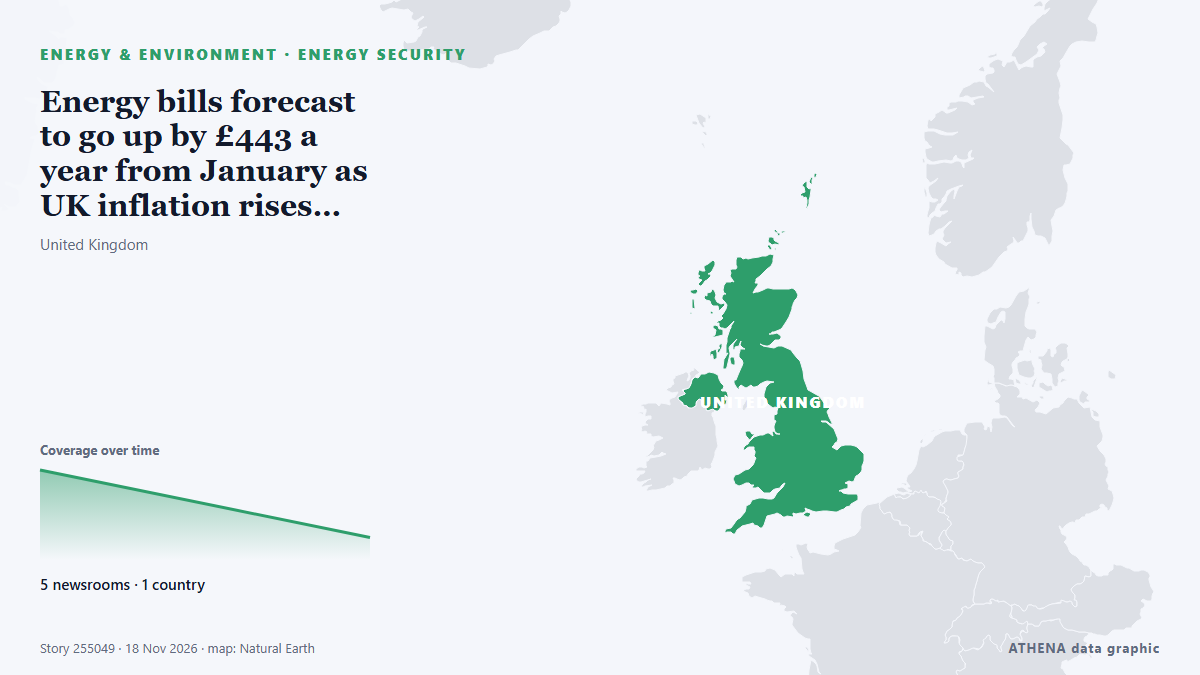 ENERGY & ENVIRONMENT · ENERGY SECURITY
Energy bills forecast
to go up by £443 a
year from January as
UK inflation rises...
United Kingdom
UNITED KINGDOM
Coverage over time
5 newsrooms · 1 country
Story 255049 · 18 Nov 2026 · map: Natural Earth
ATHENA data graphic